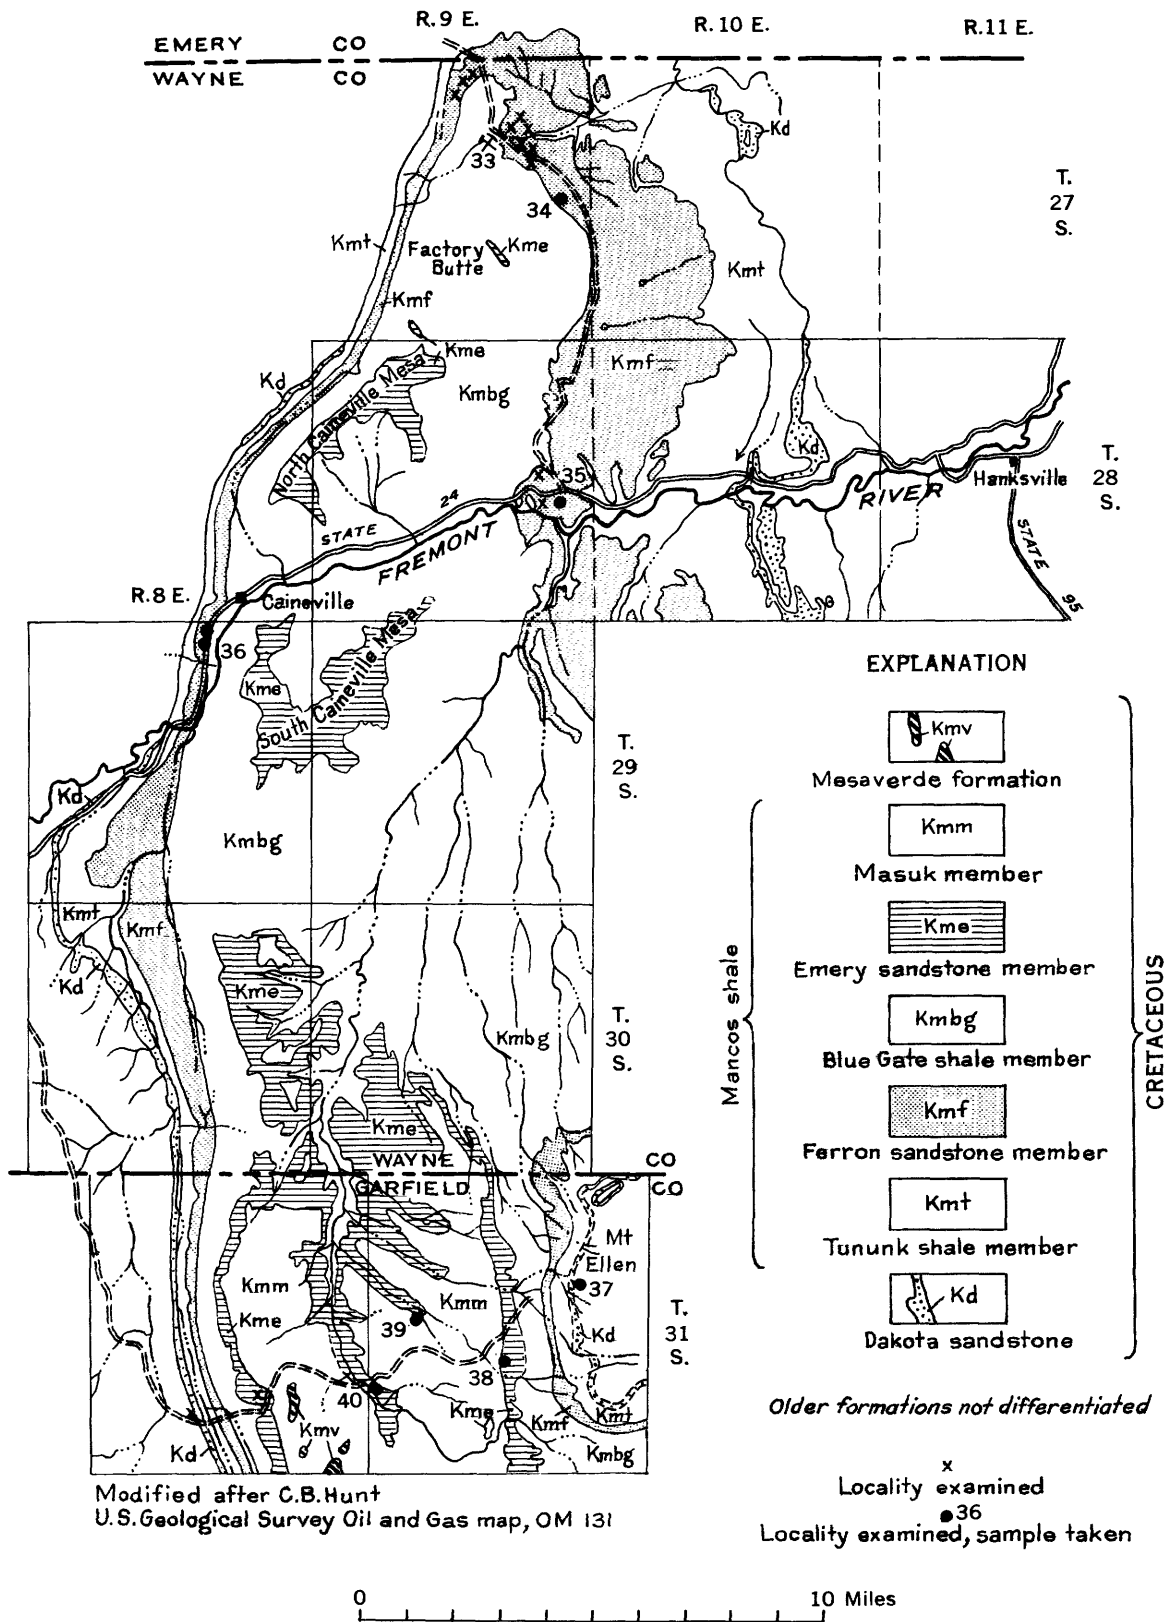 R.9 E.
R.10 E.
R.11 E.
EMERY CO
WAYNE CO
Kd
33
T.
27
S.
34
Kmt
Factory
Butte
Kme
Kmt
Kmf
Kme
Kmf
Kd
North Caineville Mesa
Kmbg
Kd
T.
28
S.
35
Hanksville
RIVER
STATE 24
FREMONT
STATE
95
R.8 E.
Caineville
36
EXPLANATION
Kme
South Caineville Mesa
Kmv
Mesaverde formation
T.
29
S.
Kd
Kmm
Masuk member
Kmbg
Kmt
Kmf
Kme
Emery sandstone member
Kd
Kme
Kmbg
Blue Gate shale member
T.
30
S.
Kmbg
Mancos shale
CRETACEOUS
Kmf
Ferron sandstone member
Kme
WAYNE CO
GARFIELD CO
Kmt
Tununk shale member
Mt
Ellen
37
Kmm
Kmm
Kme
39
Kd
T.
31
S.
Kd
Dakota sandstone
38
40
Kme
Kmf
Kmt
Kmv
Kd
Kmbg
Older formations not differentiated
x
Locality examined
36
Locality examined, sample taken
Modified after C.B.Hunt
U.S.Geological Survey Oil and Gas map, OM 131
0
10 Miles